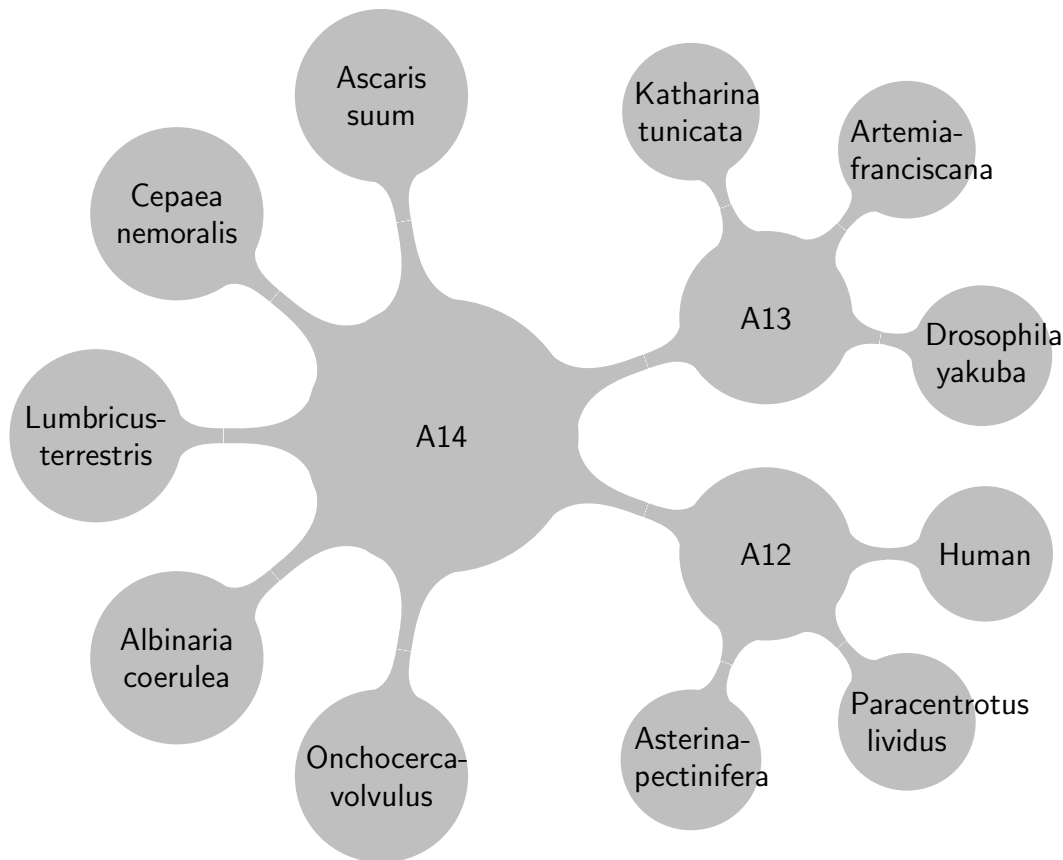 Ascaris
suum
Katharina
tunicata
Artemia-
franciscana
Cepaea
nemoralis
A13
Drosophila
yakuba
Lumbricus-
terrestris
A14
A12
Human
Albinaria
coerulea
Paracentrotus
lividus
Asterina-
pectinifera
Onchocerca-
volvulus